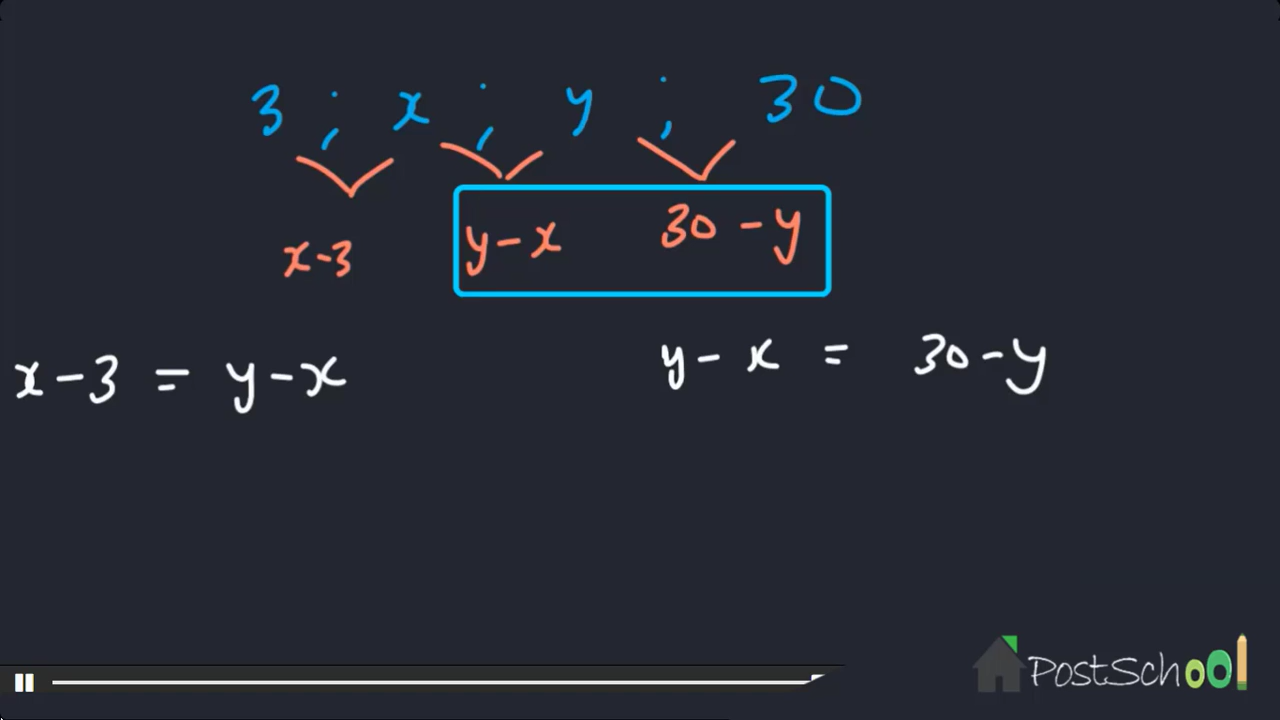 3 ; x ; y ; 30
x-3 y-x 30-y
x-3 = y-x y-x = 30-y
PostSchool